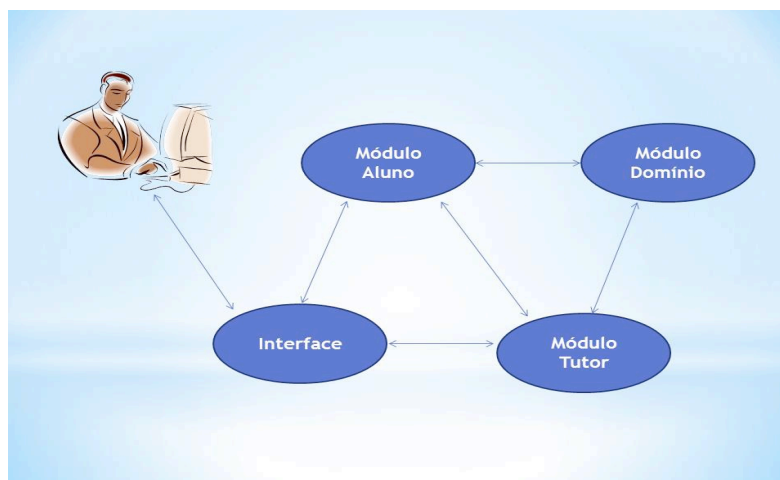 Módulo
Aluno
Módulo
Domínio
Interface
Módulo
Tutor